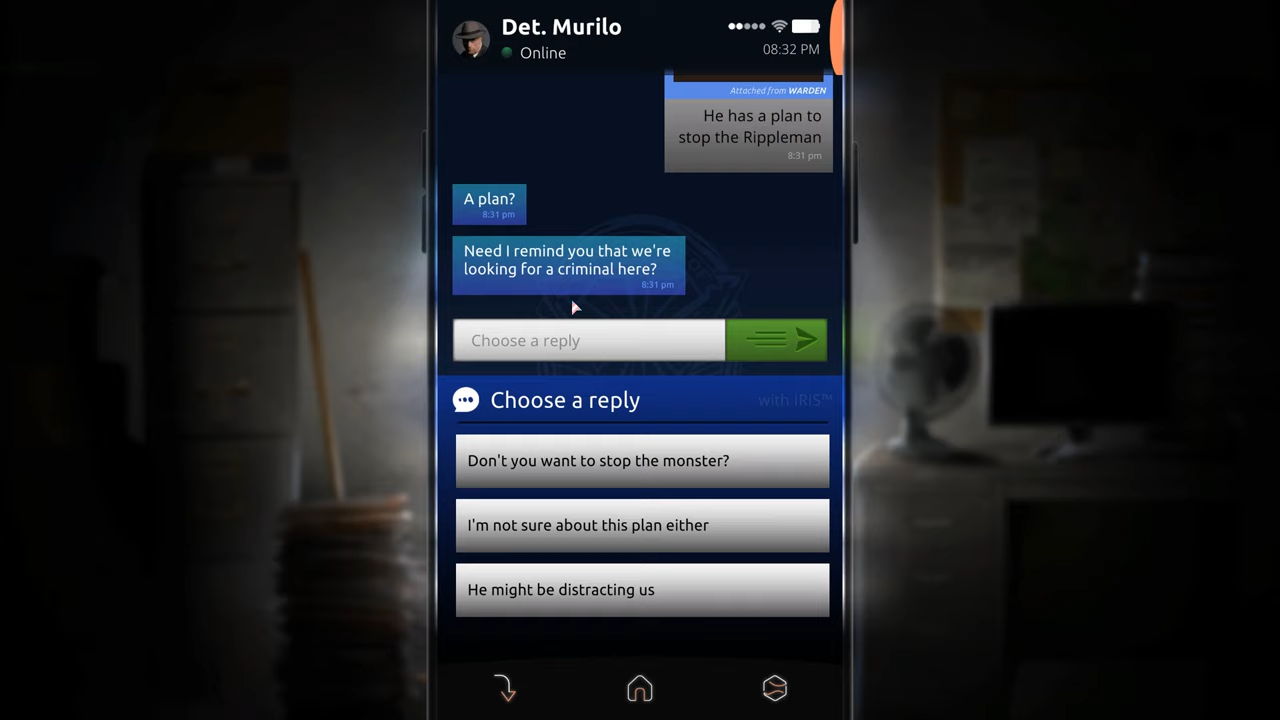 Det. Murilo
Online
08:32 PM
Attached from WARDEN
He has a plan to
stop the Rippleman
8:31 pm
A plan?
8:31 pm
Need I remind you that we're
looking for a criminal here?
8:31 pm
Choose a reply
Choose a reply
with IRIS™
Don't you want to stop the monster?
I'm not sure about this plan either
He might be distracting us